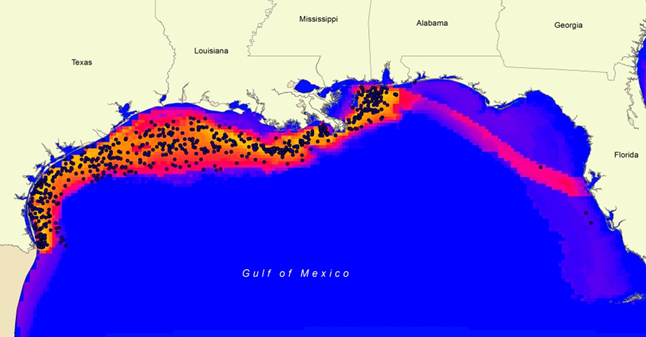 Mississippi
Alabama
Georgia
Louisiana
Texas
Florida
Gulf of Mexico